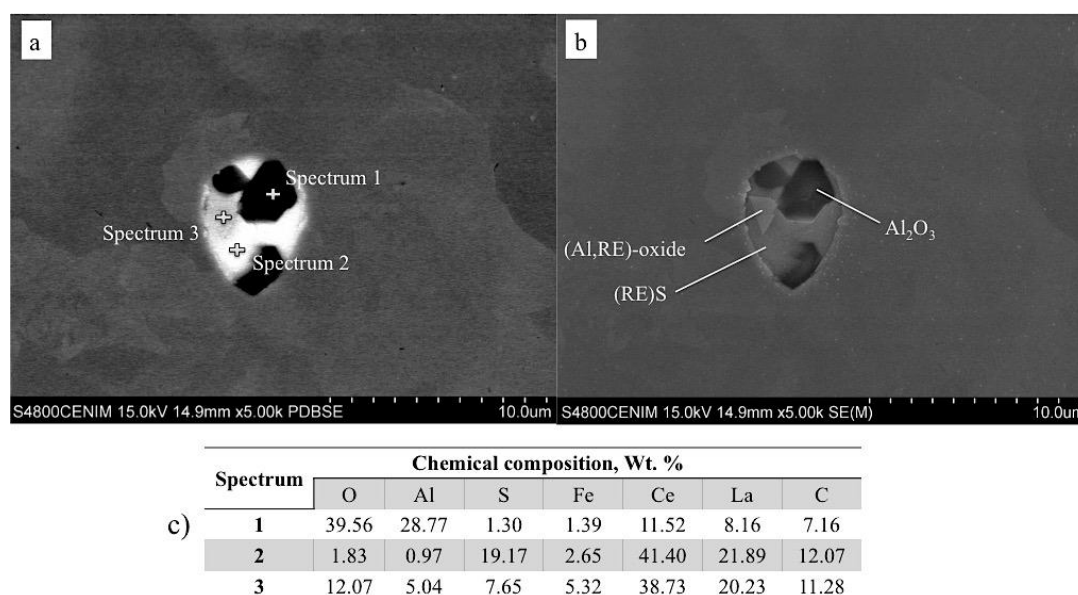 a
Spectrum 1
Spectrum 3
Spectrum 2
S4800CENIM 15.0kV 14.9mm x5.00k PDBSE 10.0um
b
Al₂O₃
(Al,RE)-oxide
(RE)S
S4800CENIM 15.0kV 14.9mm x5.00k SE(M) 10.0um
c)
Spectrum Chemical composition, Wt. %
O Al S Fe Ce La C
1 39.56 28.77 1.30 1.39 11.52 8.16 7.16
2 1.83 0.97 19.17 2.65 41.40 21.89 12.07
3 12.07 5.04 7.65 5.32 38.73 20.23 11.28